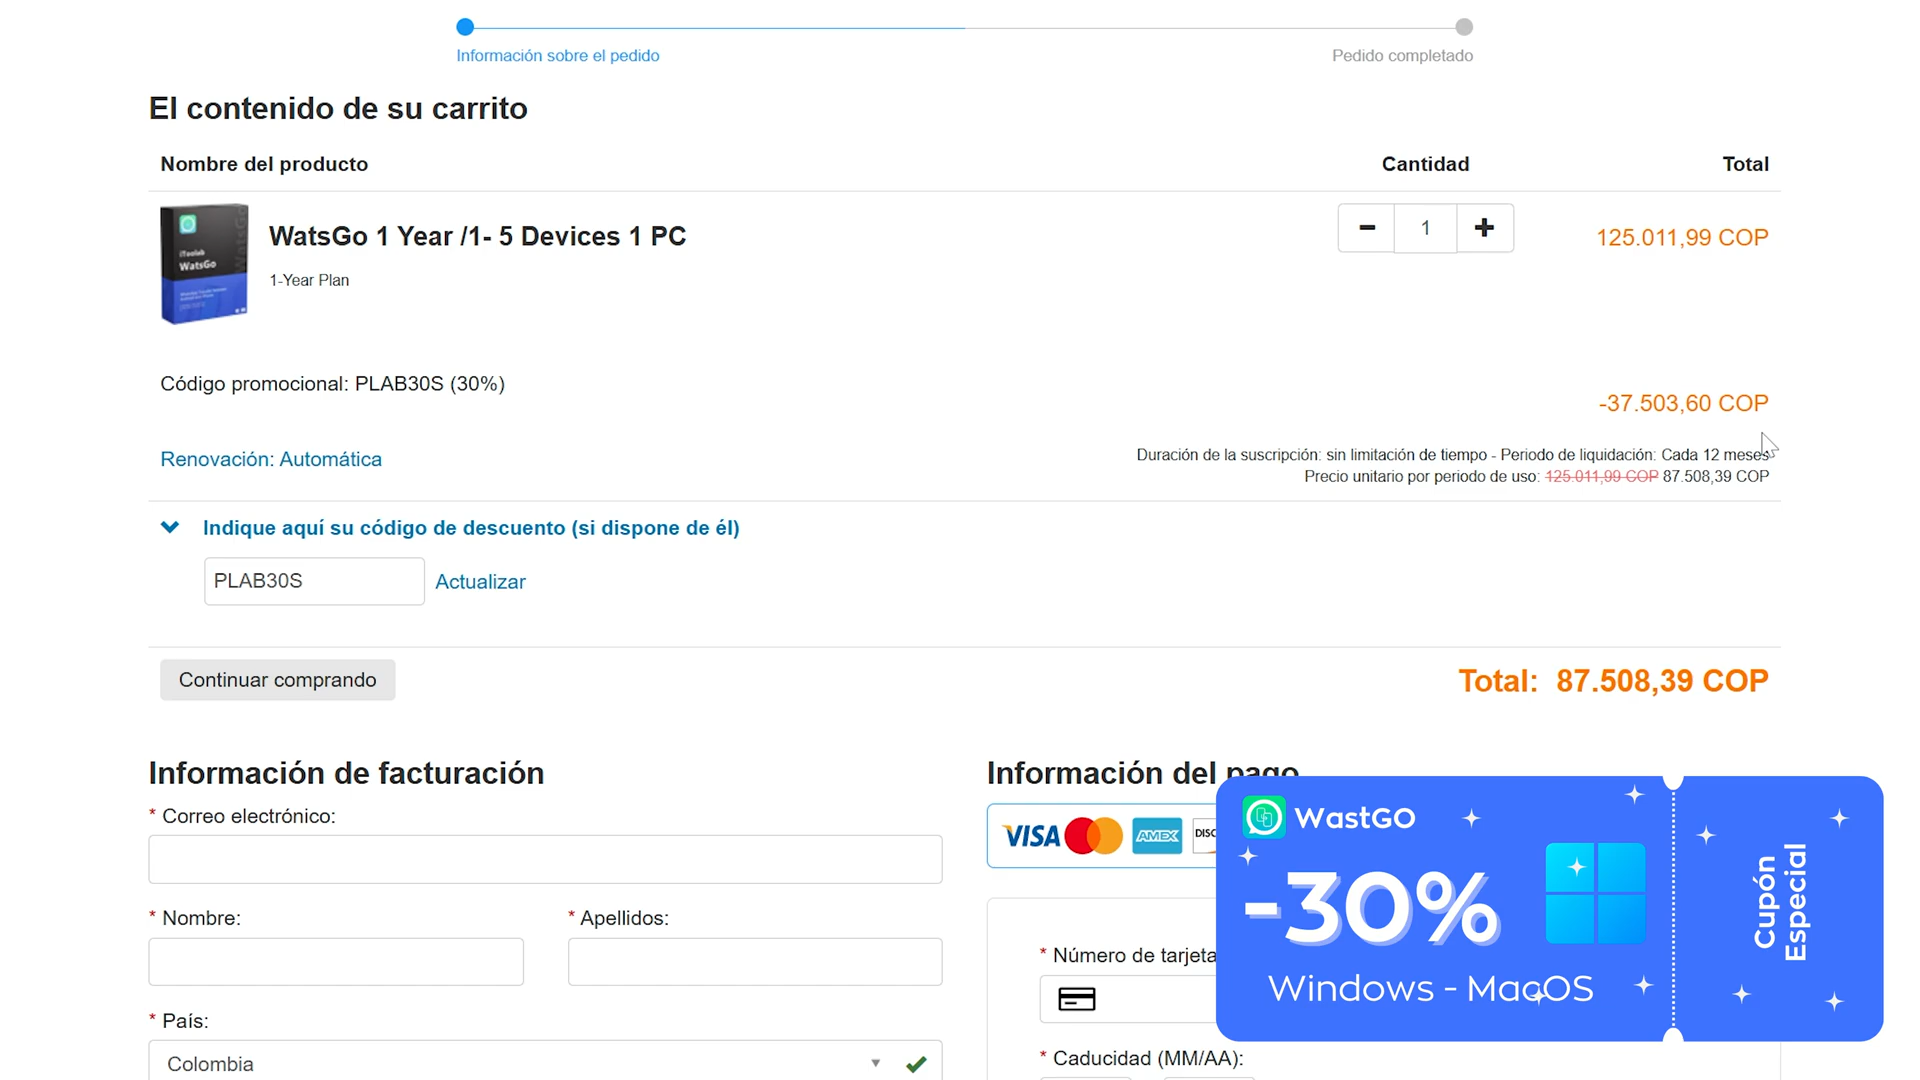 Información sobre el pedido
Pedido completado
El contenido de su carrito
Nombre del producto
Cantidad
Total
iToolab
WatsGo
WatsGo 1 Year /1- 5 Devices 1 PC
1
125.011,99 COP
1-Year Plan
Código promocional: PLAB30S (30%)
-37.503,60 COP
Renovación: Automática
Duración de la suscripción: sin limitación de tiempo - Periodo de liquidación: Cada 12 meses
Precio unitario por periodo de uso: 125.011,99 COP 87.508,39 COP
Indique aquí su código de descuento (si dispone de él)
PLAB30S
Actualizar
Continuar comprando
Total: 87.508,39 COP
Información de facturación
* Correo electrónico:
* Nombre:
* Apellidos:
* País:
Colombia
Información del pago
VISA
AMEX
DISC
* Número de tarjeta
* Caducidad (MM/AA):
WastGO
-30%
Windows - MacOS
Cupón
Especial